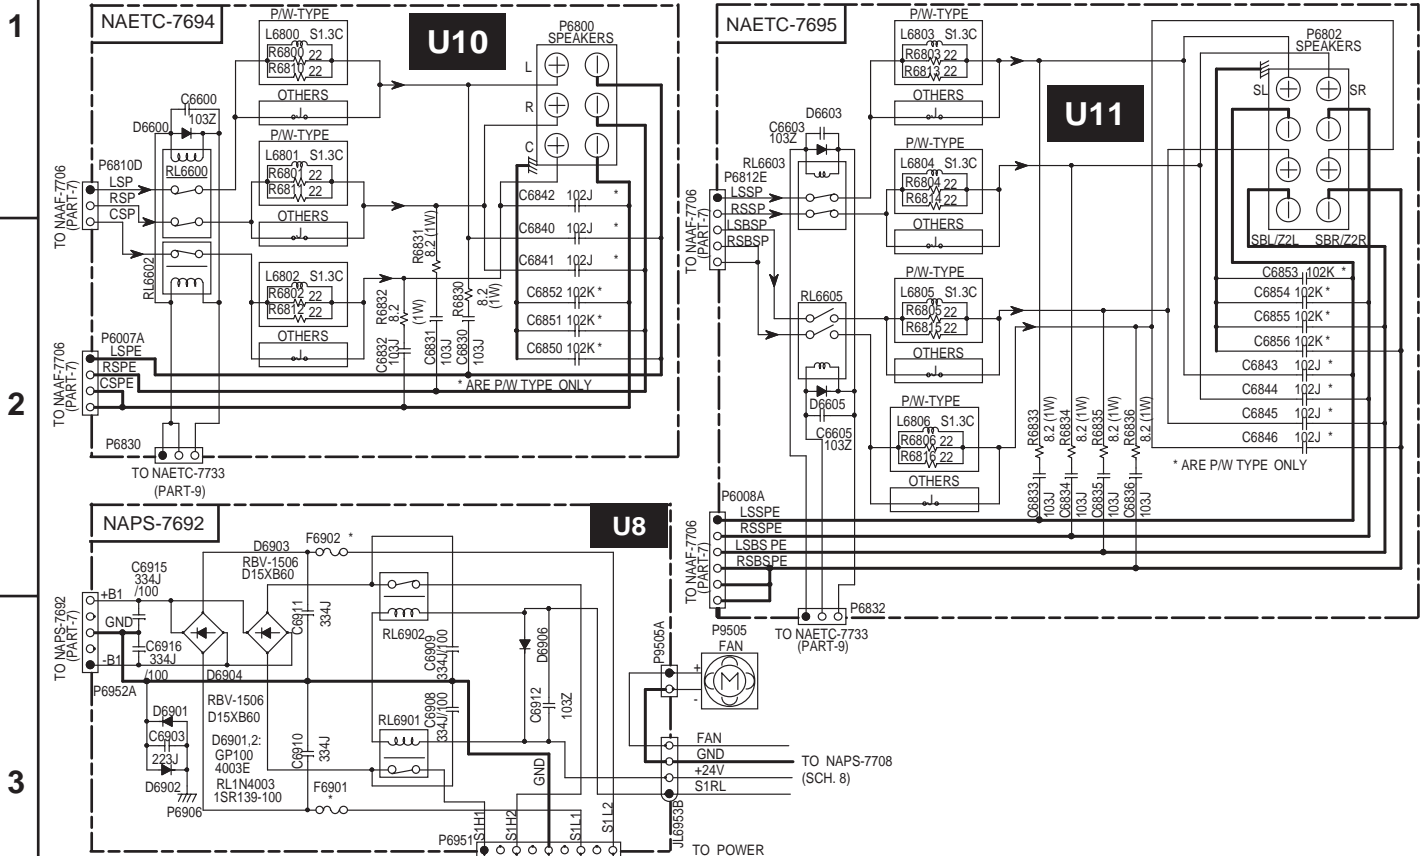 1
2
3
NAETC-7694
U10
P/W-TYPE
L6800 S1.3C
R6800 22
R6810 22
OTHERS
P/W-TYPE
L6801 S1.3C
R6801 22
R6811 22
OTHERS
L6802 S1.3C
R6802 22
R6812 22
OTHERS
P6800
SPEAKERS
L
R
C
C6600
103Z
D6600
RL6600
RL6602
P6810D
LSP
RSP
CSP
TO NAAF-7706
(PART-7)
P6007A
LSPE
RSPE
CSPE
TO NAAF-7706
(PART-7)
P6830
TO NAETC-7733
(PART-9)
C6842 102J *
C6840 102J *
C6841 102J *
C6852 102K *
C6851 102K *
C6850 102K *
* ARE P/W TYPE ONLY
R6832
8.2
(1W)
R6831
8.2 (1W)
R6830
8.2
(1W)
C6832
103J
C6831
103J
C6830
103J
NAETC-7695
U11
P/W-TYPE
L6803 S1.3C
R6803 22
R6813 22
OTHERS
P/W-TYPE
L6804 S1.3C
R6804 22
R6814 22
OTHERS
P/W-TYPE
L6805 S1.3C
R6805 22
R6815 22
OTHERS
P/W-TYPE
L6806 S1.3C
R6806 22
R6816 22
OTHERS
P6802
SPEAKERS
SL
SR
SBL/Z2L SBR/Z2R
D6603
C6603
103Z
RL6603
P6812E
LSSP
RSSP
LSBSP
RSBSP
TO NAAF-7706
(PART-7)
RL6605
D6605
C6605
103Z
C6853 102K *
C6854 102K *
C6855 102K *
C6856 102K *
C6843 102J *
C6844 102J *
C6845 102J *
C6846 102J *
* ARE P/W TYPE ONLY
R6833
8.2 (1W)
R6834
8.2 (1W)
R6835
8.2 (1W)
R6836
8.2 (1W)
C6833
103J
C6834
103J
C6835
103J
C6836
103J
P6008A
LSSPE
RSSPE
LSBS PE
RSBSPE
TO NAAF-7706
(PART-7)
P6832
TO NAETC-7733
(PART-9)
NAPS-7692
U8
C6915
334J
/100
+B1
GND
-B1
TO NAPS-7692
(PART-7)
P6952A
C6916
334J
/100
D6903
RBV-1506
D15XB60
D6904
RBV-1506
D15XB60
F6902 *
C6911
334J
C6910
334J
RL6902
RL6901
C6909
334J/100
C6908
334J/100
D6906
C6912
103Z
D6901
C6903
223J
D6902
P6906
D6901,2:
GP100
4003E
RL1N4003
1SR139-100
F6901
*
GND
P6951
S1H1
S1H2
S1L1
S1L2
TO POWER
P9505A
P9505
FAN
+
-
M
FAN
GND
+24V
S1RL
JL6953B
TO NAPS-7708
(SCH. 8)